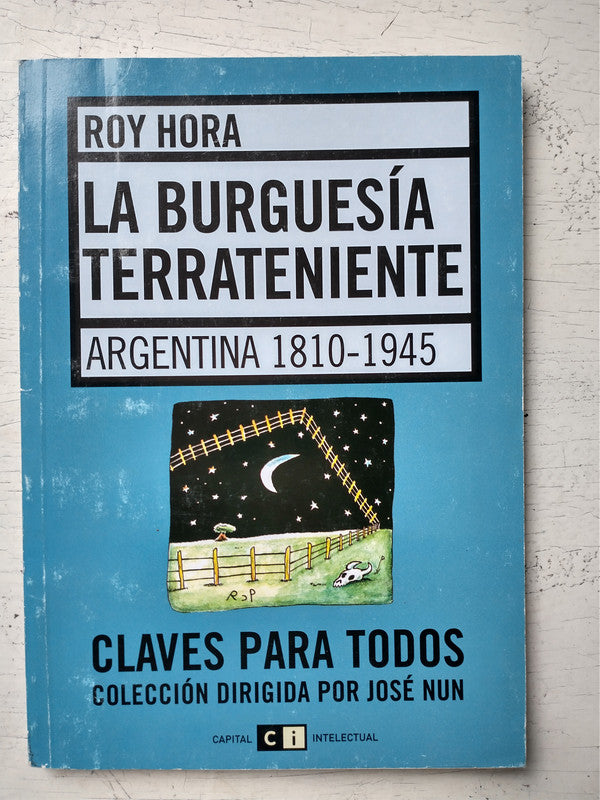 ROY HORA
LA BURGUESÍA
TERRATENIENTE
ARGENTINA 1810-1945
CLAVES PARA TODOS
COLECCIÓN DIRIGIDA POR JOSÉ NUN
CAPITAL Ci INTELECTUAL